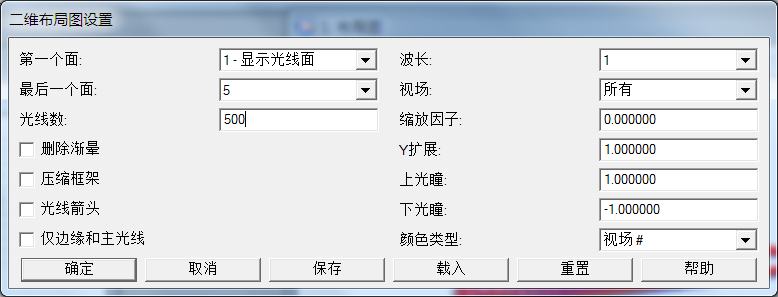 二维布局图设置
第一个面: 1 - 显示光线面 波长: 1
最后一个面: 5 视场: 所有
光线数: 500 缩放因子: 0.000000
删除渐晕 Y扩展: 1.000000
压缩框架 上光瞳: 1.000000
光线箭头 下光瞳: -1.000000
仅边缘和主光线 颜色类型: 视场 #
确定 取消 保存 载入 重置 帮助